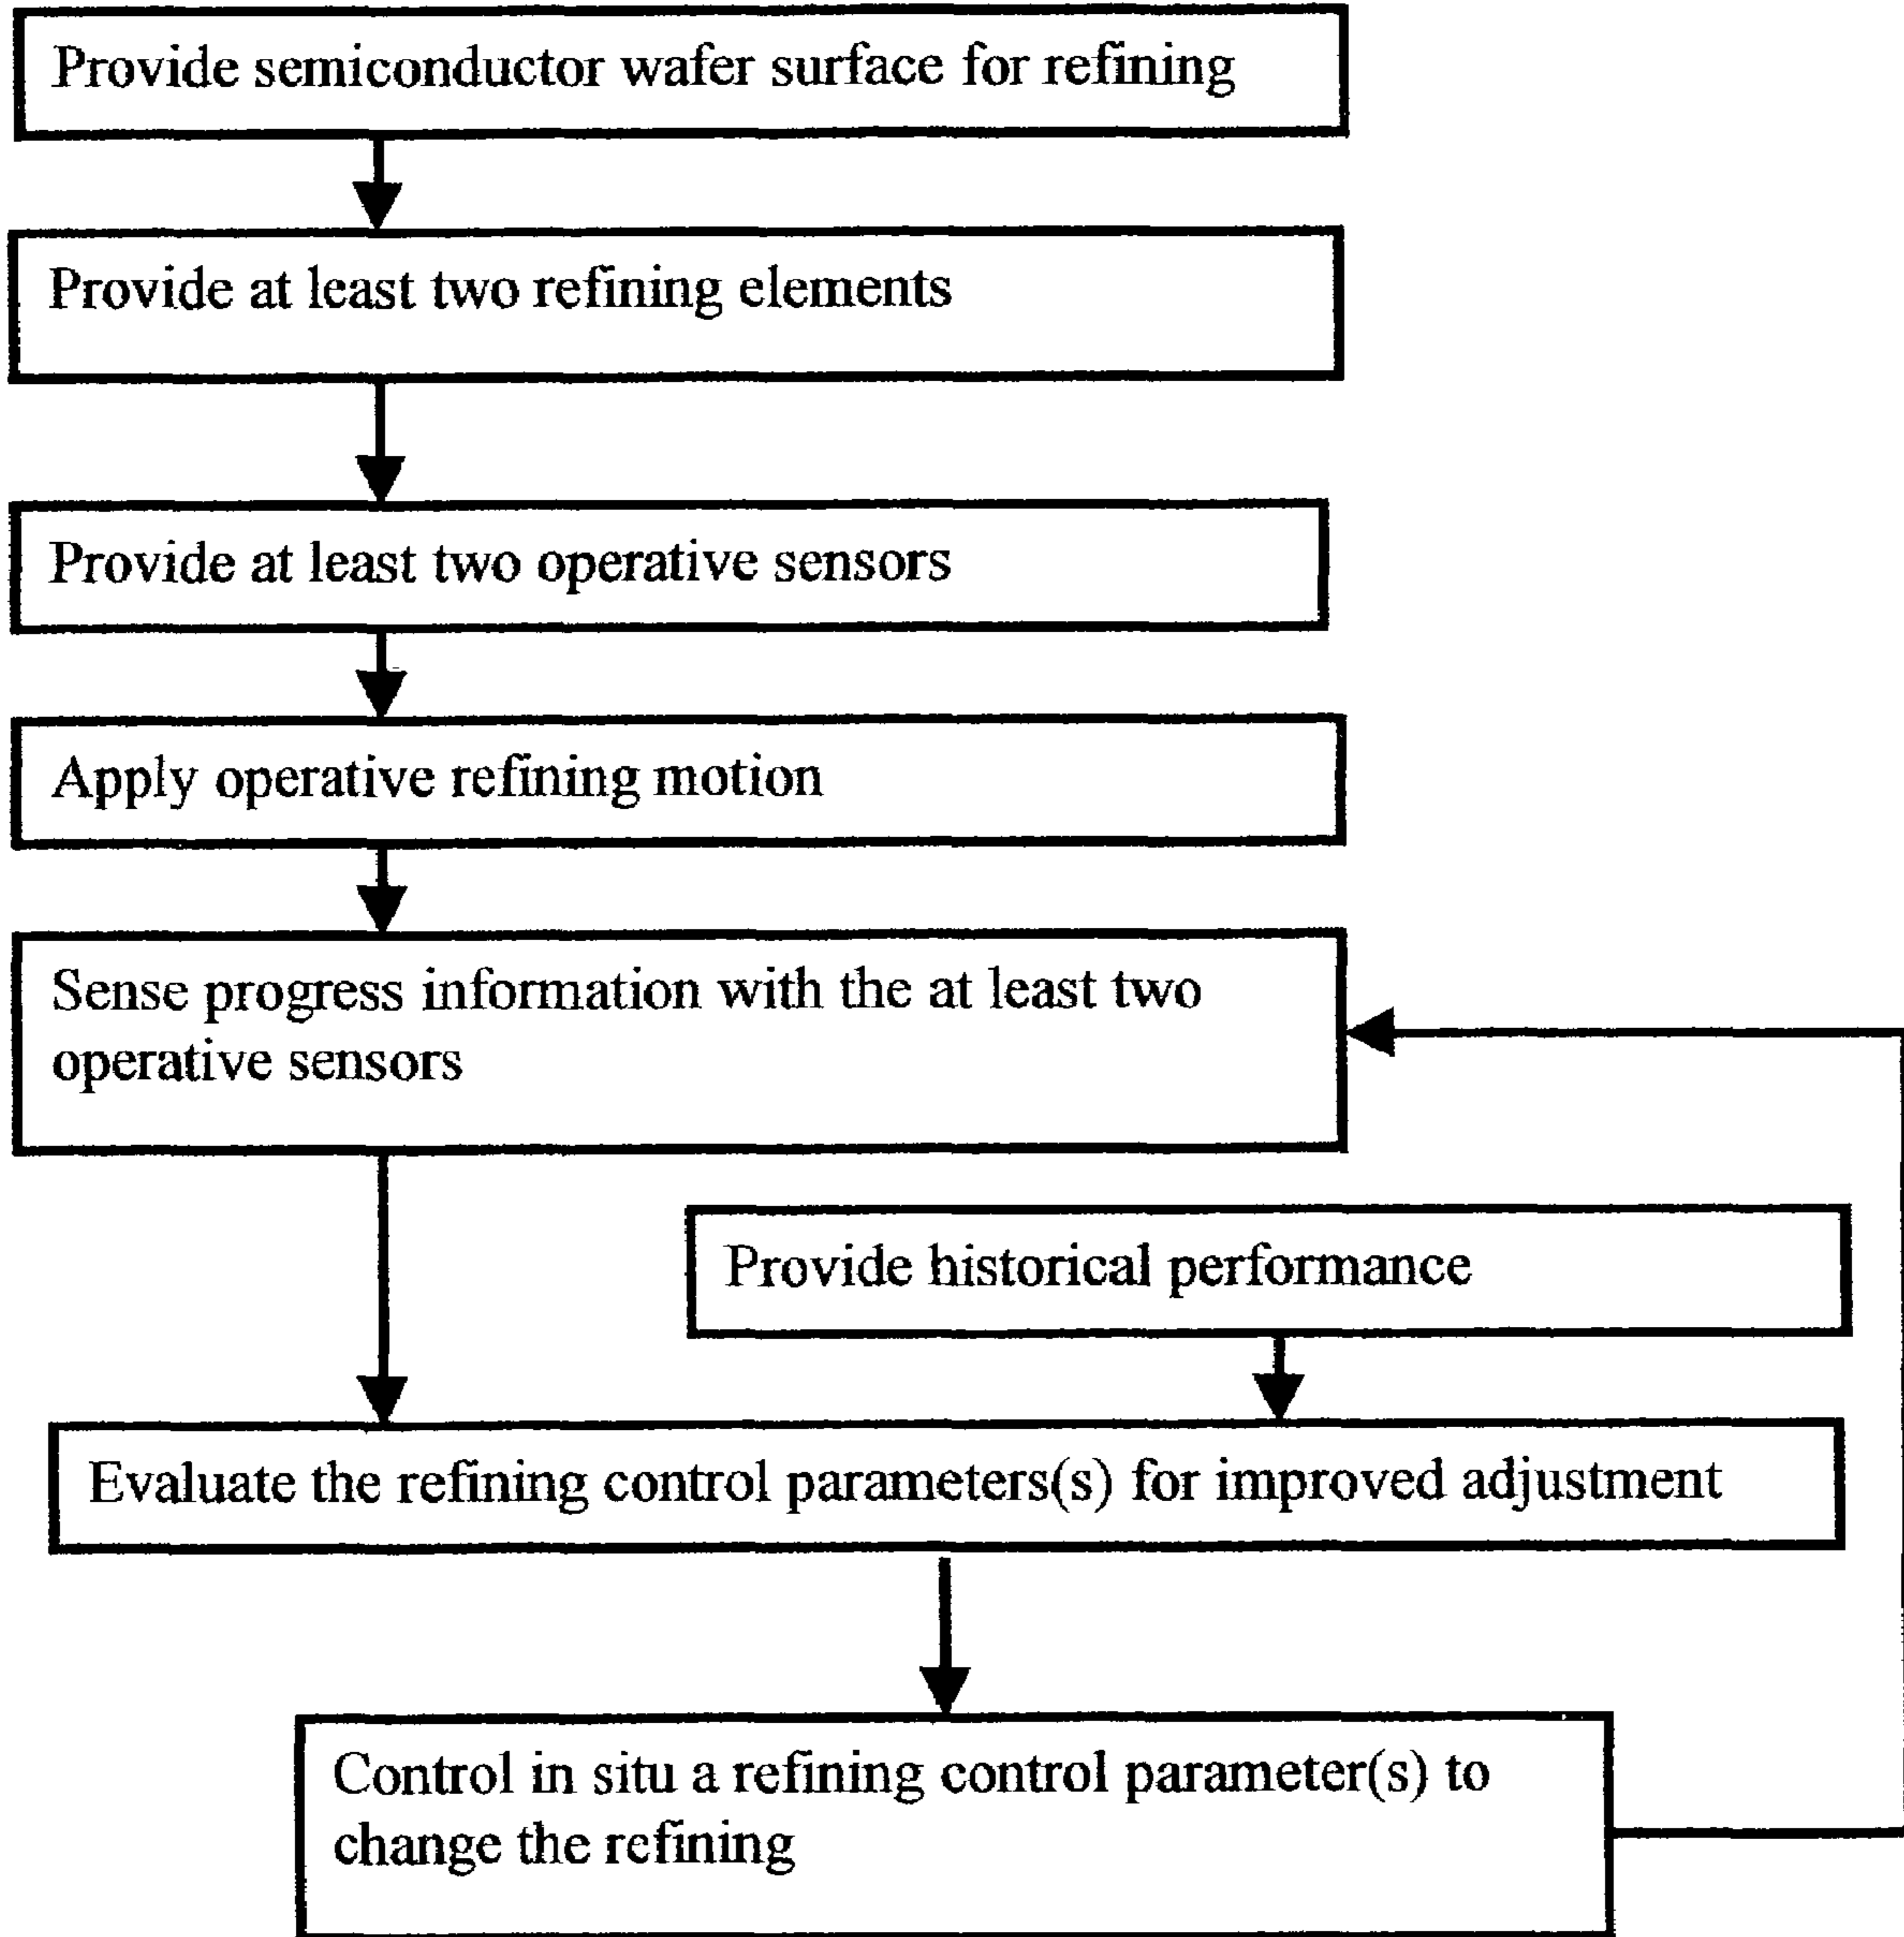 Provide semiconductor wafer surface for refining
Provide at least two refining elements
Provide at least two operative sensors
Apply operative refining motion
Sense progress information with the at least two
operative sensors
Provide historical performance
Evaluate the refining control parameters(s) for improved adjustment
Control in situ a refining control parameter(s) to
change the refining